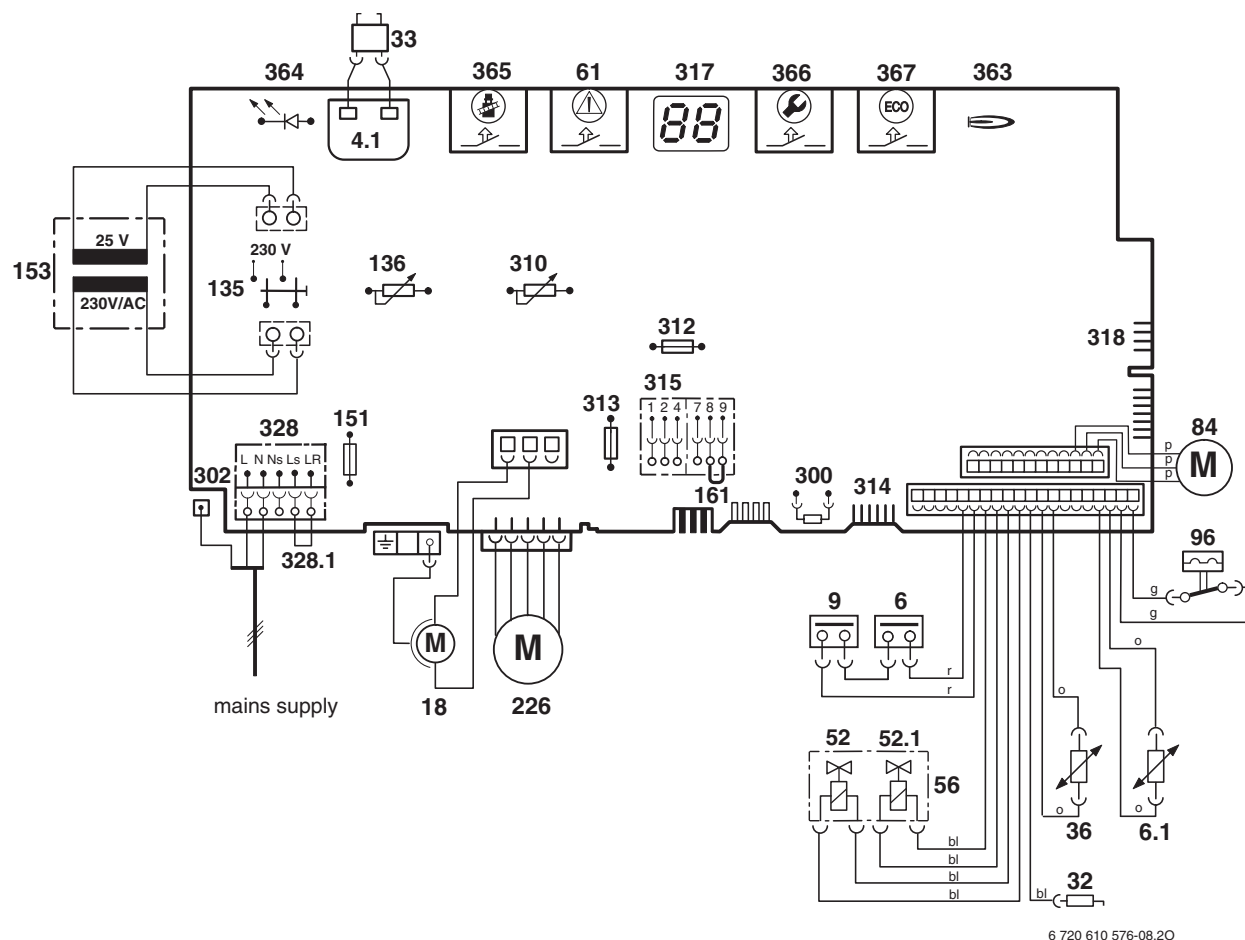 33
364
365
61
317
366
367
363
4.1
88
ECO
25 V
230 V
153
135
136
310
230V/AC
312
318
315
1 2 4 7 8 9
151
313
328
L N Ns Ls LR
302
84
M
p
p
p
161
300
314
328.1
96
g
g
M
M
9
6
r
r
o
o
mains supply
18
226
52
52.1
56
o
o
36
6.1
bl
bl
bl
bl
bl
32
6 720 610 576-08.2O